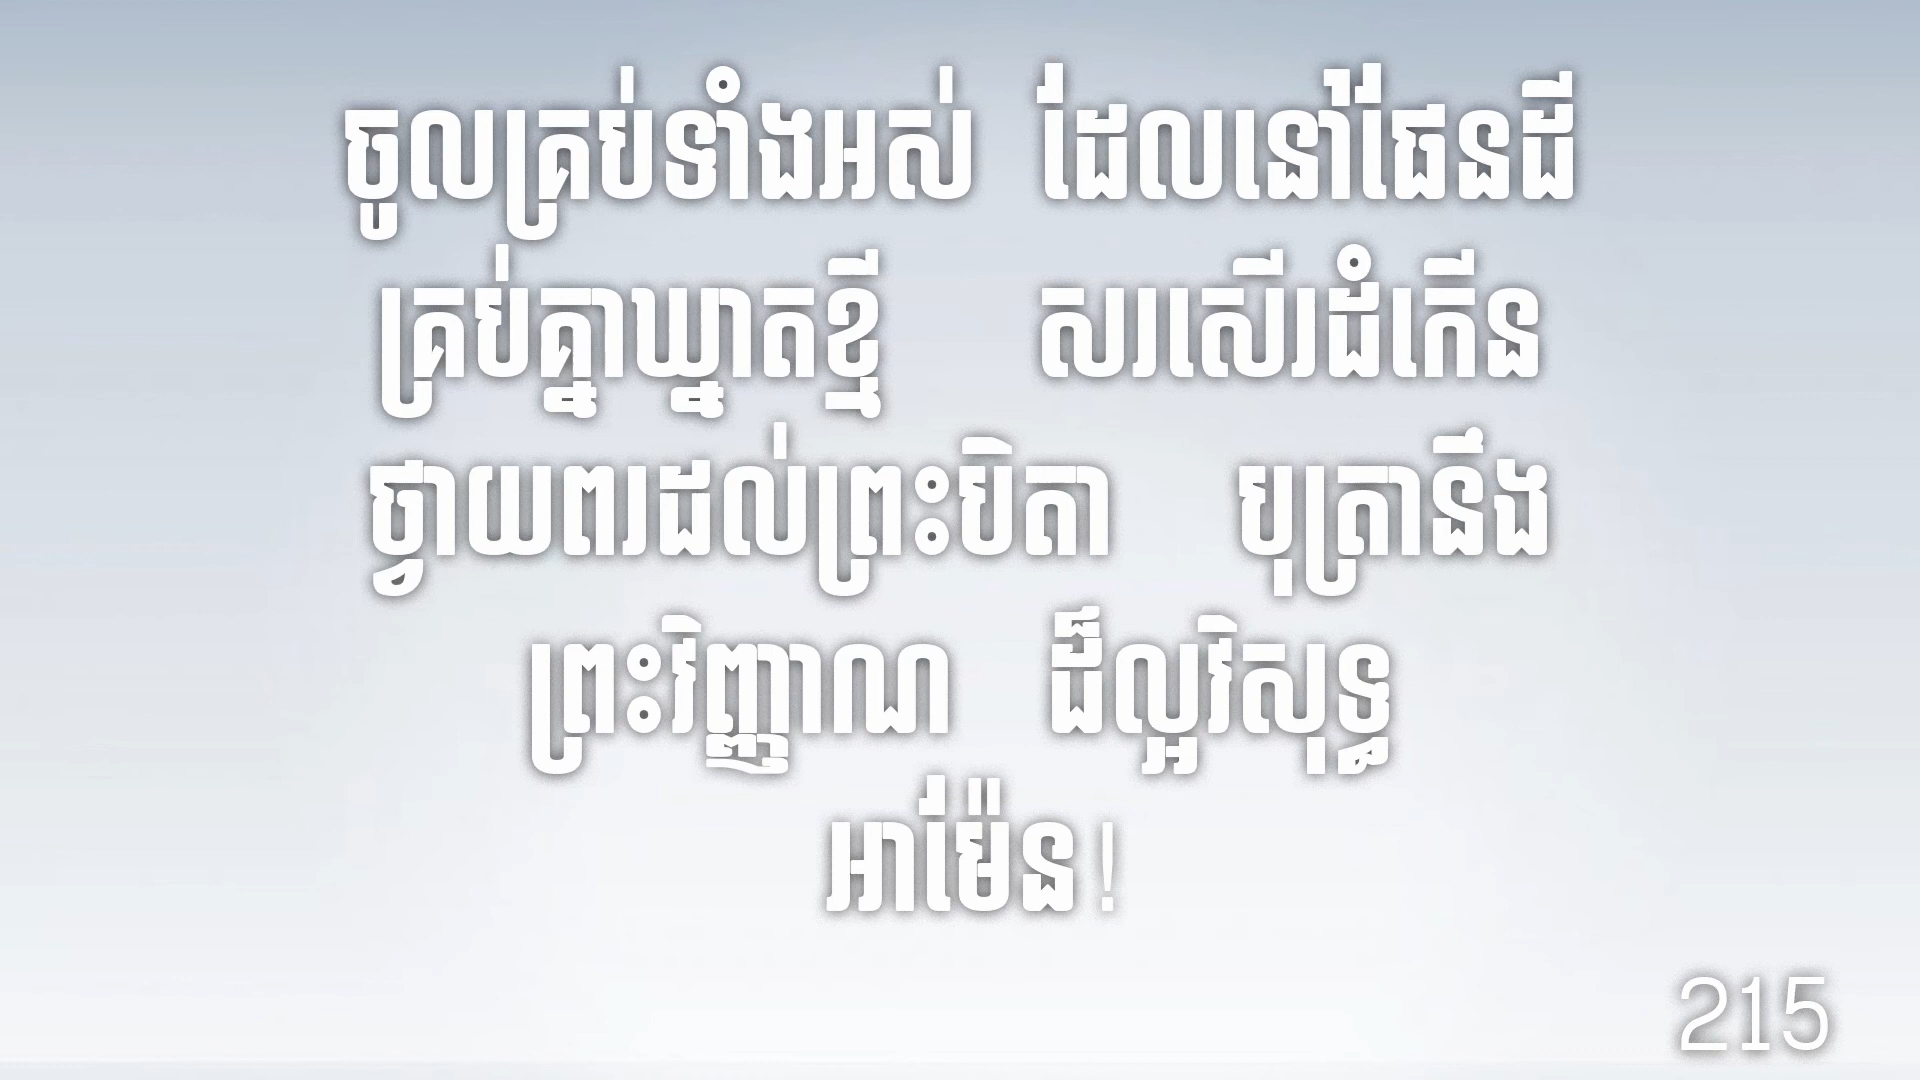 ចូលគ្រប់ទាំងអស់ ដែលនៅផែនដី
គ្រប់គ្នាឃ្នាតខ្មី សរសើរដំកើន
ថ្វាយពរដល់ព្រះបិតា បុត្រានឹង
ព្រះវិញ្ញាណ ដ៏ល្អវិសុទ្ធ
អាម៉ែន!
215